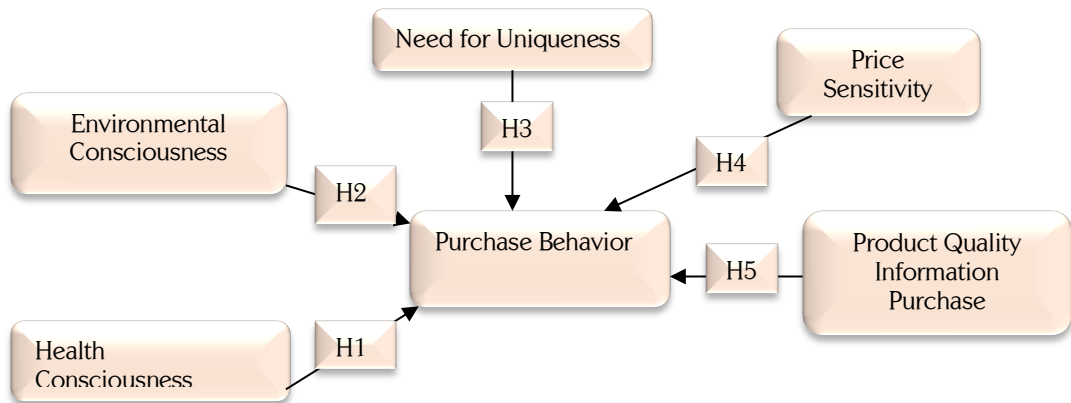 Need for Uniqueness
Price
Sensitivity
Environmental
Consciousness
H3
H4
H2
Purchase Behavior
Product Quality
Information
Purchase
H5
H1
Health
Consciousness